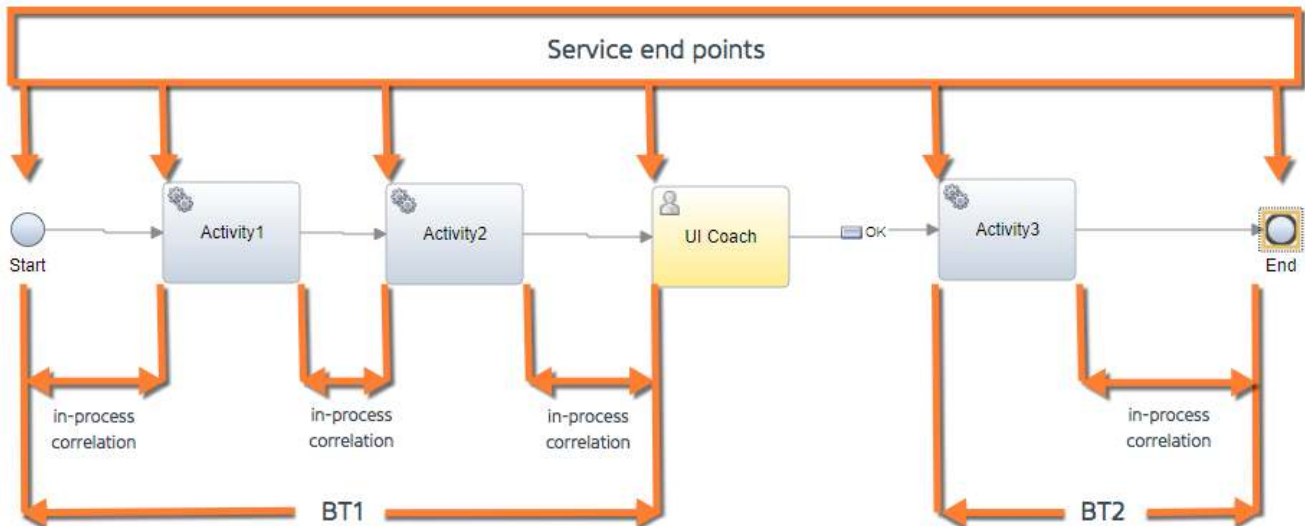 Service end points
Activity1
Activity2
UI Coach
OK
Activity3
Start
End
in-process
correlation
in-process
correlation
in-process
correlation
in-process
correlation
BT1
BT2